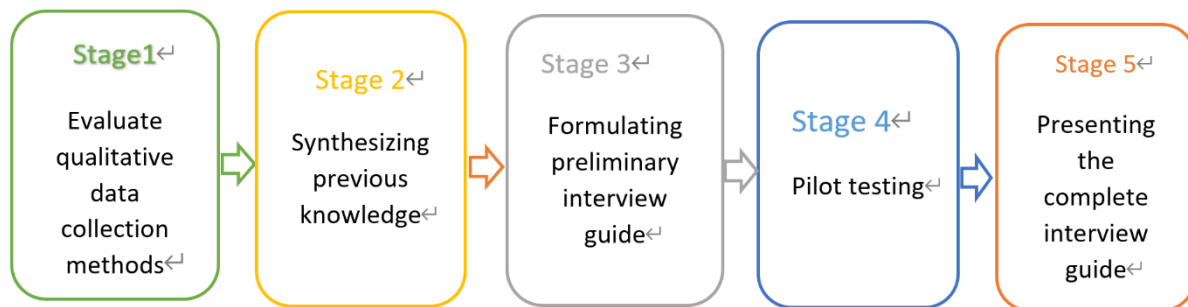 Stage1↵
Evaluate
qualitative
data
collection
methods↵
Stage 2↵
Synthesizing
previous
knowledge↵
Stage 3↵
Formulating
preliminary
interview
guide↵
Stage 4↵
Pilot testing↵
Stage 5↵
Presenting
the
complete
interview
guide↵